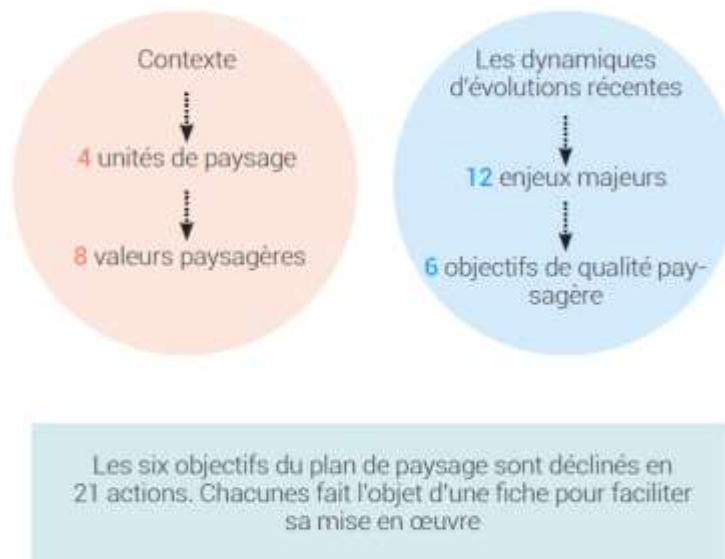 Contexte
4 unités de paysage
8 valeurs paysagères
Les dynamiques
d'évolutions récentes
12 enjeux majeurs
6 objectifs de qualité pay-
sagère
Les six objectifs du plan de paysage sont déclinés en
21 actions. Chacunes fait l'objet d'une fiche pour faciliter
sa mise en œuvre